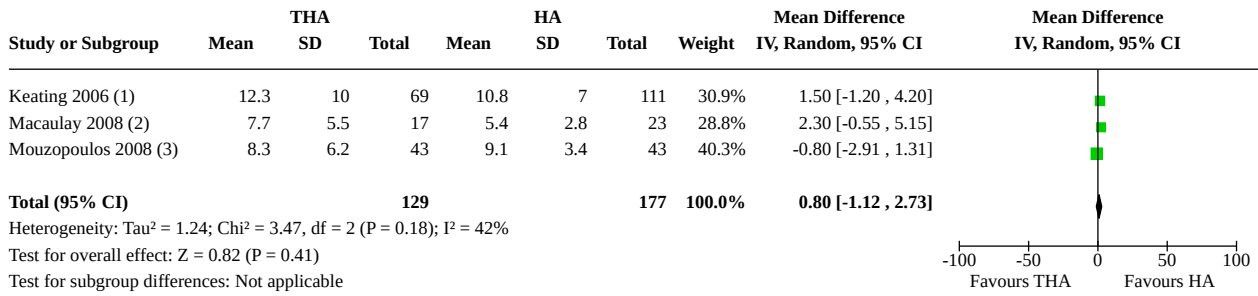 THA HA Mean Difference Mean Difference
Study or Subgroup Mean SD Total Mean SD Total Weight IV, Random, 95% CI IV, Random, 95% CI
Keating 2006 (1) 12.3 10 69 10.8 7 111 30.9% 1.50 [-1.20 , 4.20]
Macaulay 2008 (2) 7.7 5.5 17 5.4 2.8 23 28.8% 2.30 [-0.55 , 5.15]
Mouzopoulos 2008 (3) 8.3 6.2 43 9.1 3.4 43 40.3% -0.80 [-2.91 , 1.31]
Total (95% CI) 129 177 100.0% 0.80 [-1.12 , 2.73]
Heterogeneity: Tau² = 1.24; Chi² = 3.47, df = 2 (P = 0.18); I² = 42%
Test for overall effect: Z = 0.82 (P = 0.41)
-100 -50 0 50 100
Test for subgroup differences: Not applicable
Favours THA Favours HA